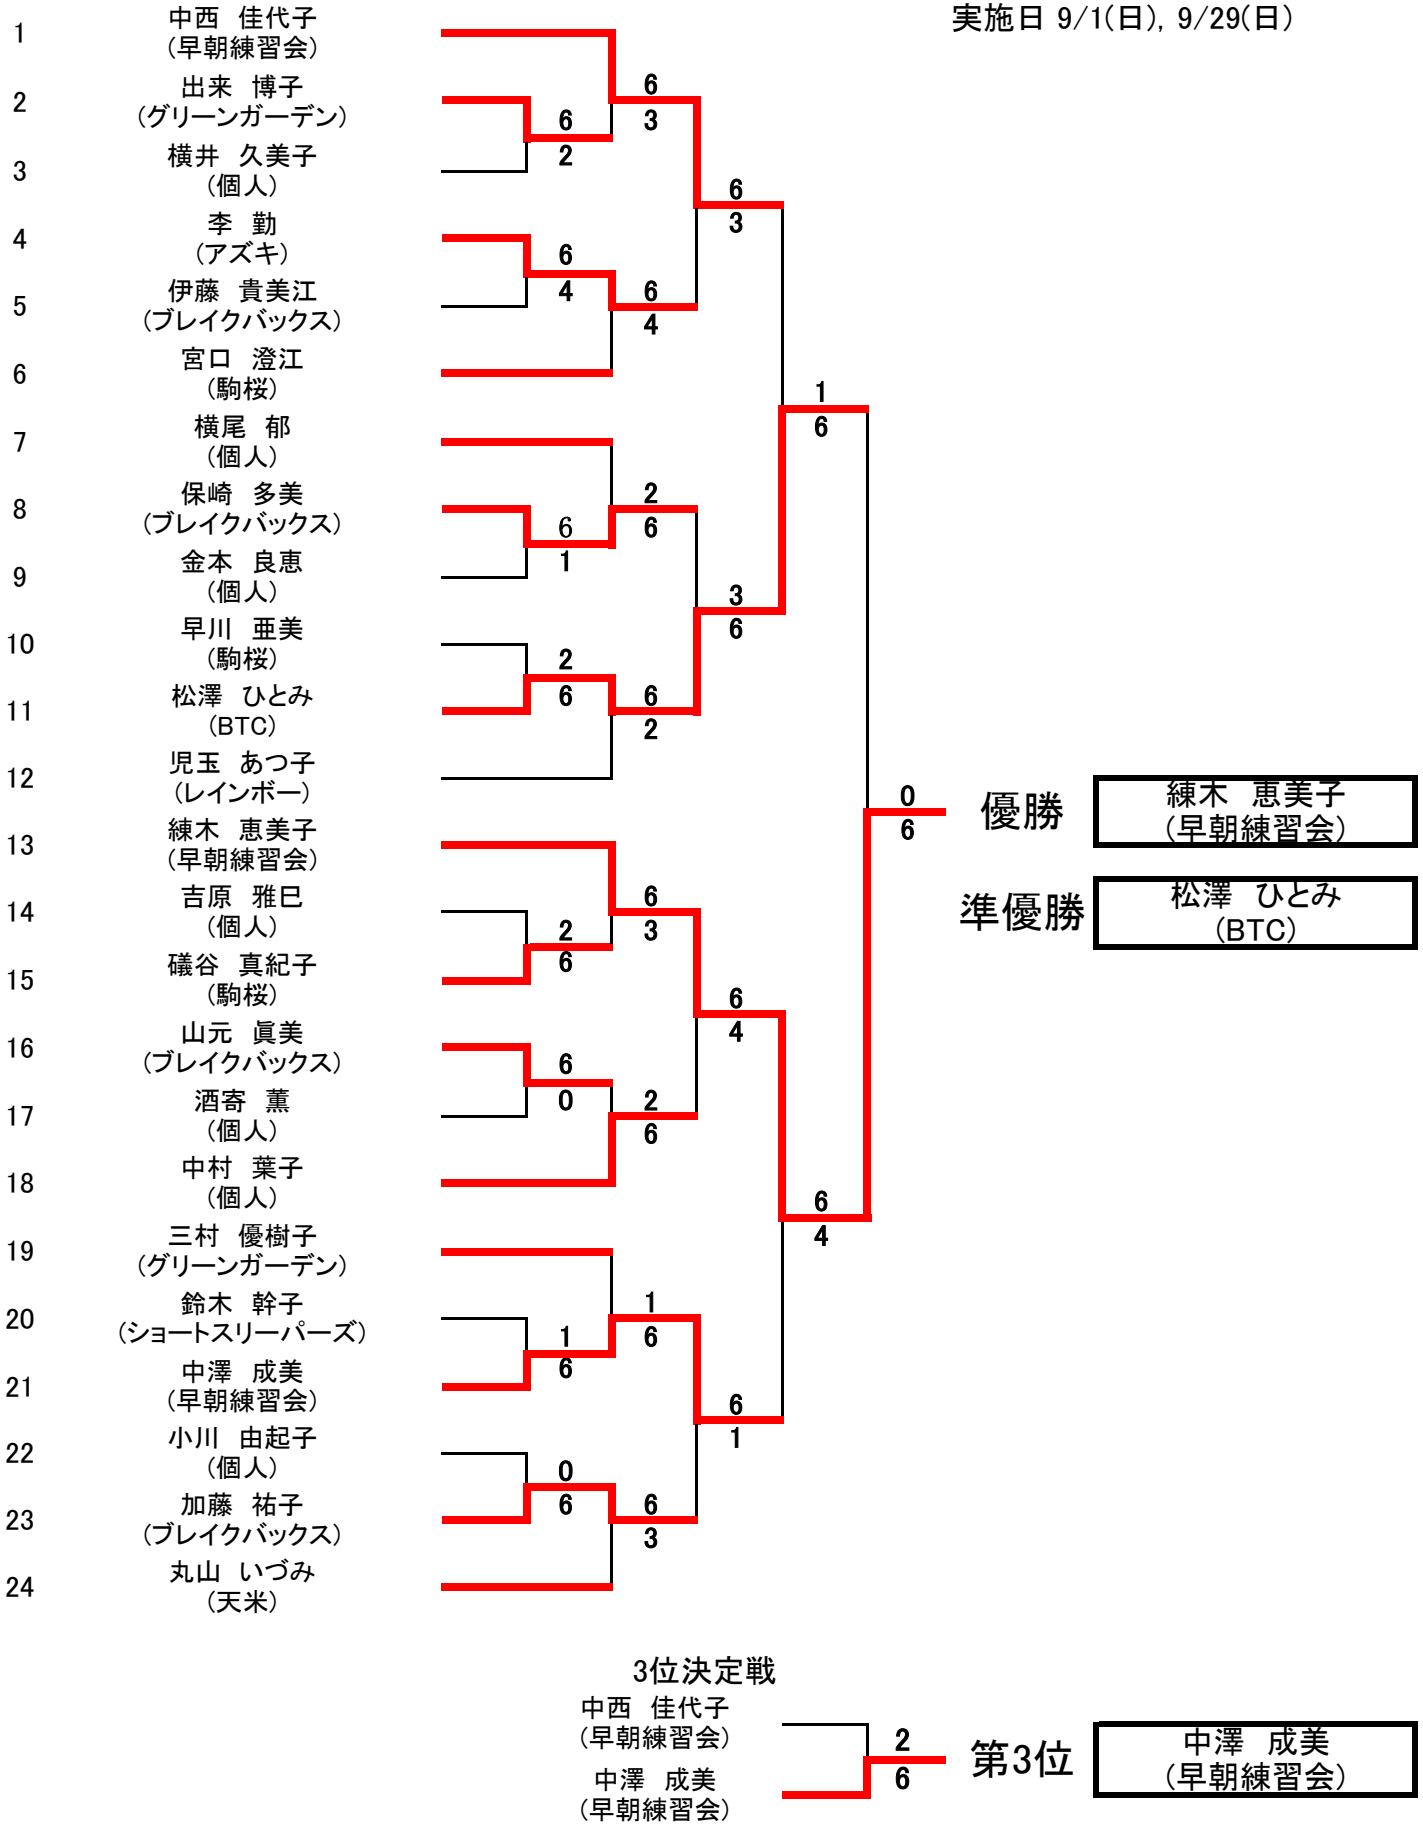 実施日 9/1(日), 9/29(日)
1 中西 佳代子
(早朝練習会)
2 出来 博子
(グリーンガーデン)
3 横井 久美子
(個人)
4 李 勤
(アズキ)
5 伊藤 貴美江
(ブレイクバックス)
6 宮口 澄江
(駒桜)
7 横尾 郁
(個人)
8 保崎 多美
(ブレイクバックス)
9 金本 良恵
(個人)
10 早川 亜美
(駒桜)
11 松澤 ひとみ
(BTC)
12 児玉 あつ子
(レインボー)
13 練木 恵美子
(早朝練習会)
14 吉原 雅巳
(個人)
15 礒谷 真紀子
(駒桜)
16 山元 眞美
(ブレイクバックス)
17 酒寄 薫
(個人)
18 中村 葉子
(個人)
19 三村 優樹子
(グリーンガーデン)
20 鈴木 幹子
(ショートスリーパーズ)
21 中澤 成美
(早朝練習会)
22 小川 由起子
(個人)
23 加藤 祐子
(ブレイクバックス)
24 丸山 いづみ
(天米)
6
2
6
4
6
1
2
6
2
6
6
0
1
6
0
6
6
3
6
4
2
6
6
2
6
3
2
6
1
6
6
3
6
3
3
6
6
4
6
1
1
6
6
4
0
6
優勝
練木 恵美子
(早朝練習会)
準優勝
松澤 ひとみ
(BTC)
3位決定戦
中西 佳代子
(早朝練習会)
中澤 成美
(早朝練習会)
2
6
第3位
中澤 成美
(早朝練習会)